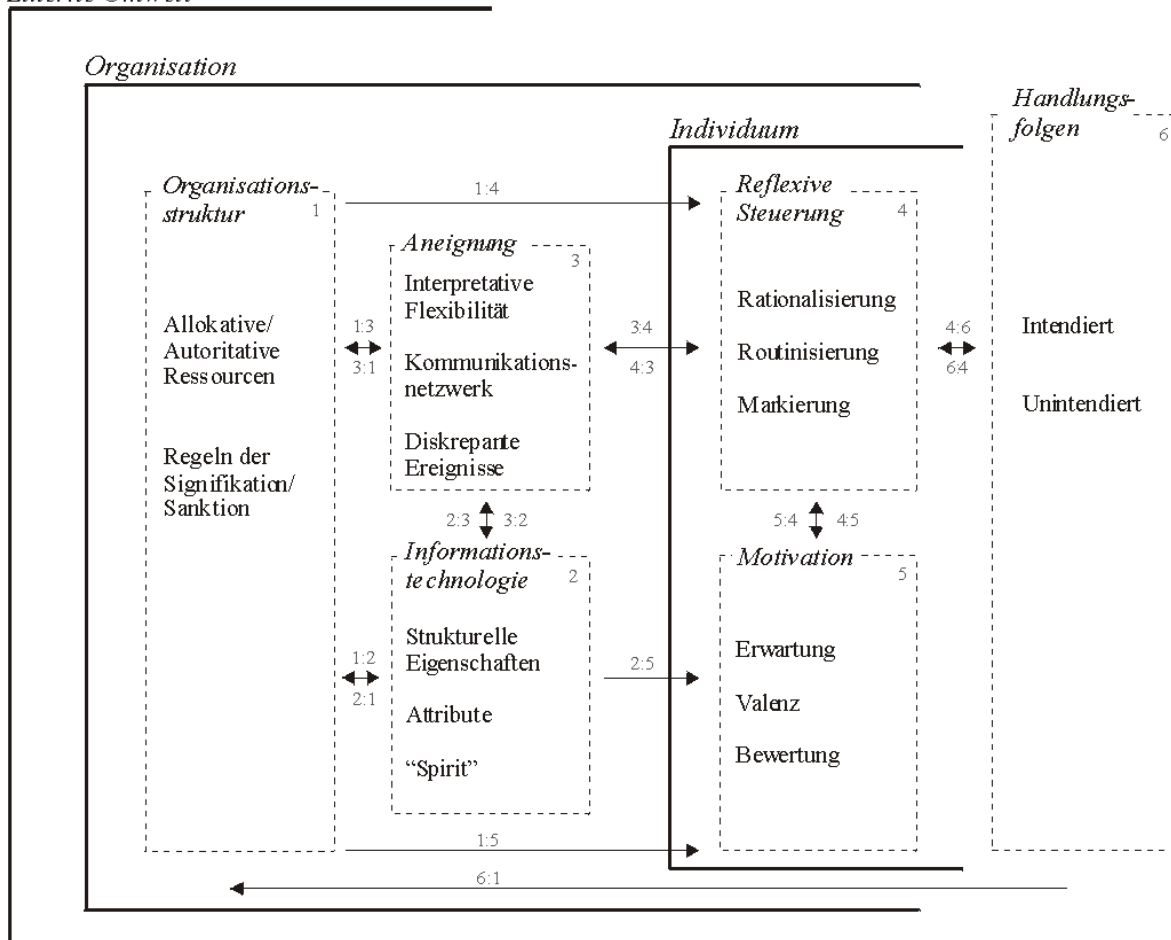 Organisation
Handlungs-
folgen
6
Individuum
Organisations-
struktur
1
1:4
Reflexive
Steuerung
4
Aneignung
3
Interpretative
Flexibilität
Kommunikations-
netzwerk
Diskrepante
Ereignisse
Allokative/
Autoritative
Ressourcen
Regeln der
Signifikation/
Sanktion
1:3
3:1
3:4
4:3
Rationalisierung
Routinisierung
Markierung
4:6
6:4
Intendiert
Unintendiert
2:3
3:2
5:4
4:5
Informations-
technologie
2
Strukturelle
Eigenschaften
Attribute
“Spirit”
1:2
2:1
2:5
Motivation
5
Erwartung
Valenz
Bewertung
1:5
6:1